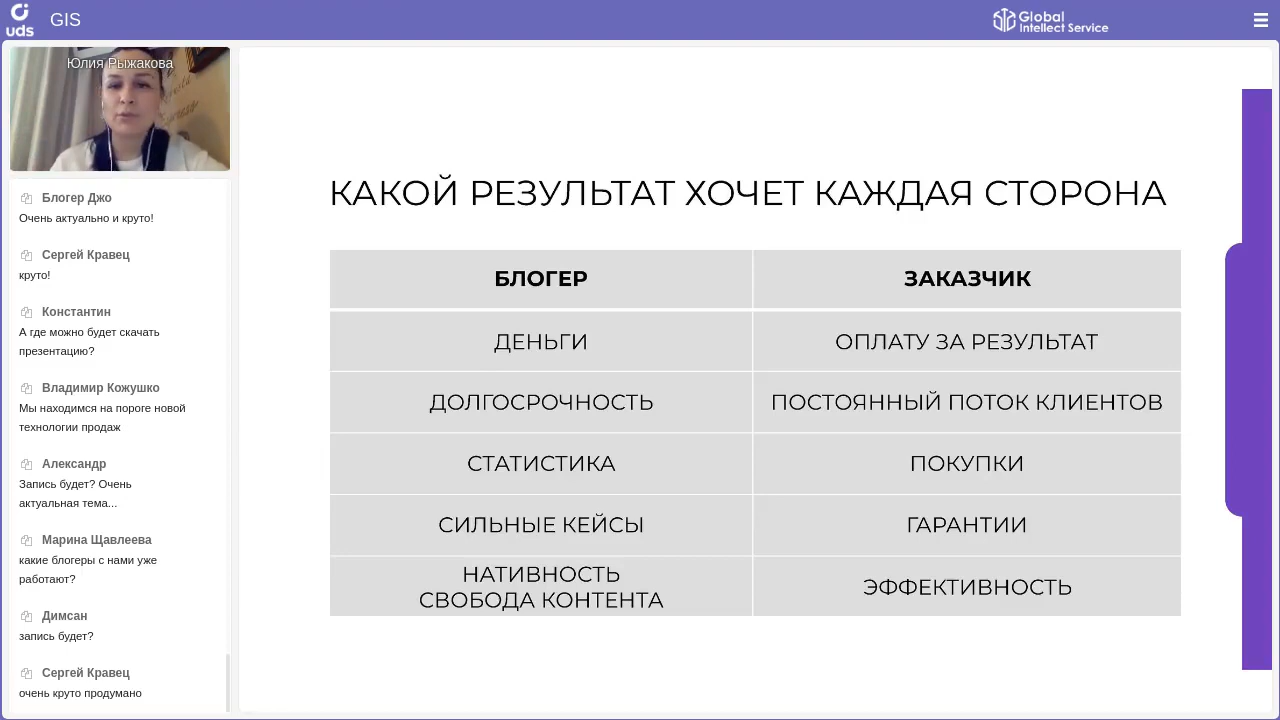 uds
GIS
Global
Intellect Service
Юлия Рыжакова
Блогер Джо
Очень актуально и круто!
Сергей Кравец
круто!
Константин
А где можно будет скачать
презентацию?
Владимир Кожушко
Мы находимся на пороге новой
технологии продаж
Александр
Запись будет? Очень
актуальная тема...
Марина Щавлеева
какие блогеры с нами уже
работают?
Димсан
запись будет?
Сергей Кравец
очень круто продумано
КАКОЙ РЕЗУЛЬТАТ ХОЧЕТ КАЖДАЯ СТОРОНА
БЛОГЕР ЗАКАЗЧИК
ДЕНЬГИ ОПЛАТУ ЗА РЕЗУЛЬТАТ
ДОЛГОСРОЧНОСТЬ ПОСТОЯННЫЙ ПОТОК КЛИЕНТОВ
СТАТИСТИКА ПОКУПКИ
СИЛЬНЫЕ КЕЙСЫ ГАРАНТИИ
НАТИВНОСТЬ
СВОБОДА КОНТЕНТА ЭФФЕКТИВНОСТЬ